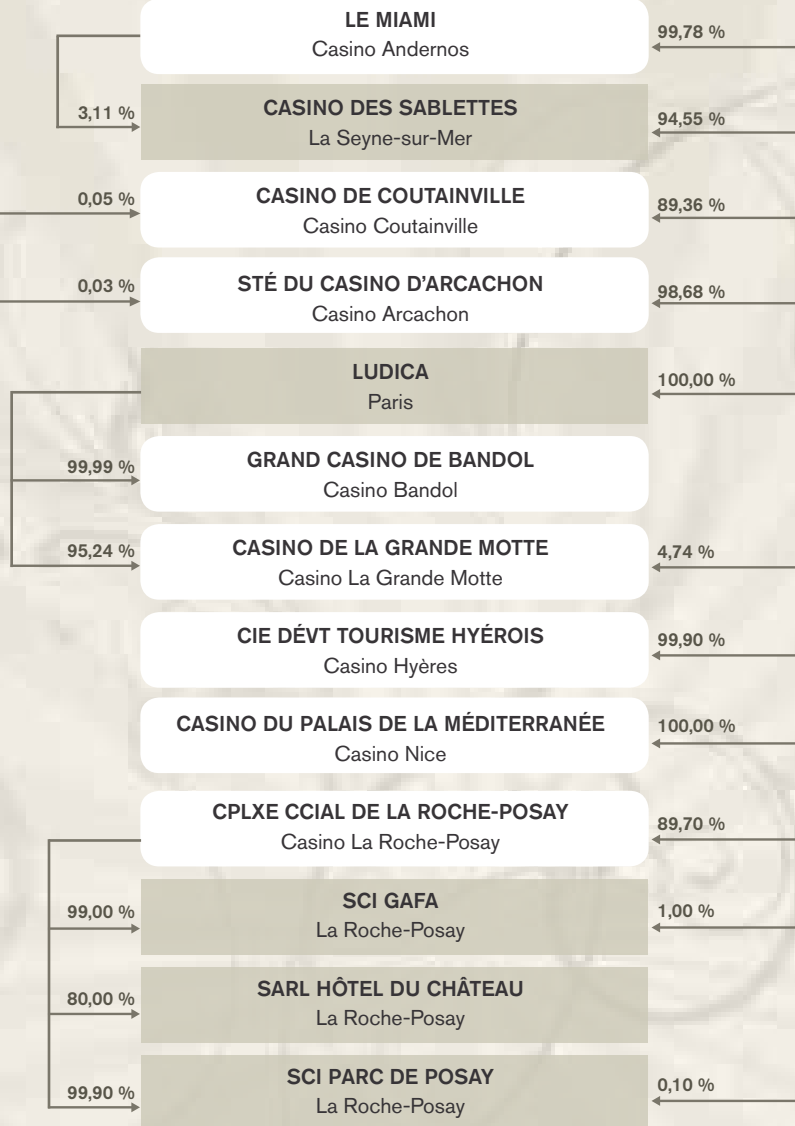 LE MIAMI
Casino Andernos
99,78 %
3,11 %
CASINO DES SABLETTES
La Seyne-sur-Mer
94,55 %
0,05 %
CASINO DE COUTAINVILLE
Casino Coutainville
89,36 %
0,03 %
STÉ DU CASINO D'ARCACHON
Casino Arcachon
98,68 %
LUDICA
Paris
100,00 %
99,99 %
GRAND CASINO DE BANDOL
Casino Bandol
95,24 %
CASINO DE LA GRANDE MOTTE
Casino La Grande Motte
4,74 %
CIE DÉVT TOURISME HYÉROIS
Casino Hyères
99,90 %
CASINO DU PALAIS DE LA MÉDITERRANÉE
Casino Nice
100,00 %
CPLXE CCIAL DE LA ROCHE-POSAY
Casino La Roche-Posay
89,70 %
99,00 %
SCI GAFA
La Roche-Posay
1,00 %
80,00 %
SARL HÔTEL DU CHÂTEAU
La Roche-Posay
99,90 %
SCI PARC DE POSAY
La Roche-Posay
0,10 %